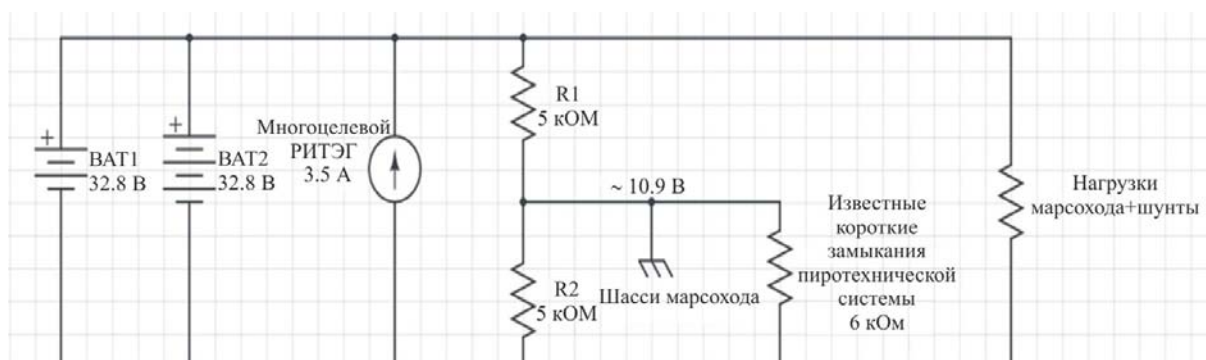 +
BAT1
32.8 В
+
BAT2
32.8 В
Многоцелевой
РИТЭГ
3.5 А
R1
5 кОМ
~ 10.9 В
R2
5 кОМ
Шасси марсохода
Известные
короткие
замыкания
пиротехнической
системы
6 кОм
Нагрузки
марсохода+шунты